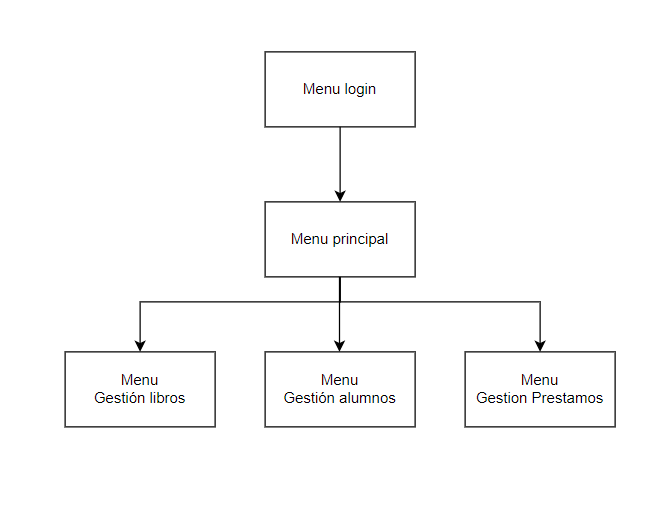 Menu login
Menu principal
Menu
Gestión libros
Menu
Gestión alumnos
Menu
Gestion Prestamos